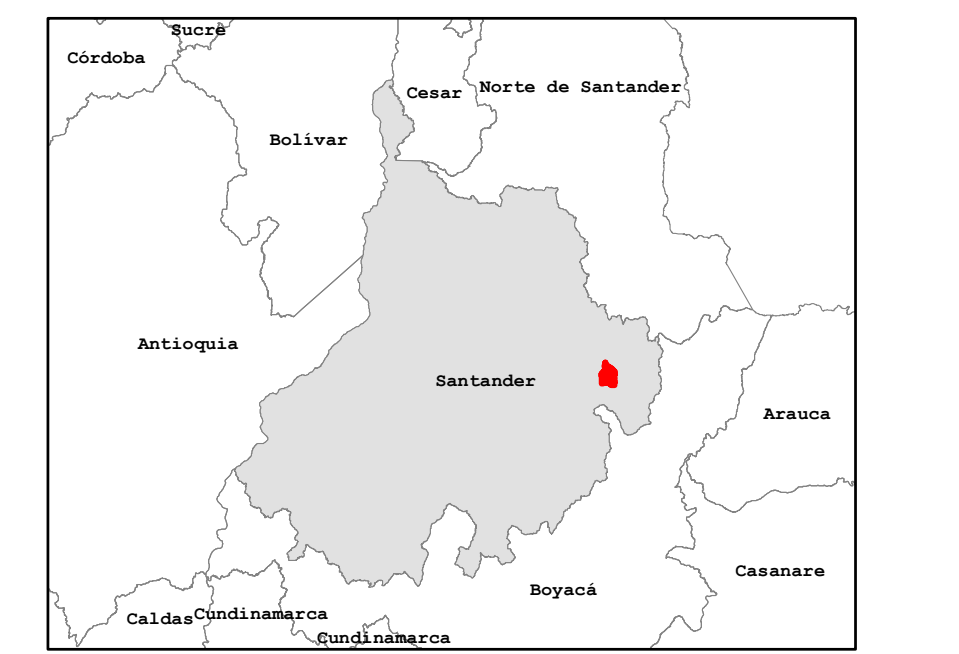 Sucre
Córdoba
Cesar
Norte de Santander
Bolívar
Antioquia
Santander
Arauca
Casanare
Boyacá
Caldas
Cundinamarca
Cundinamarca